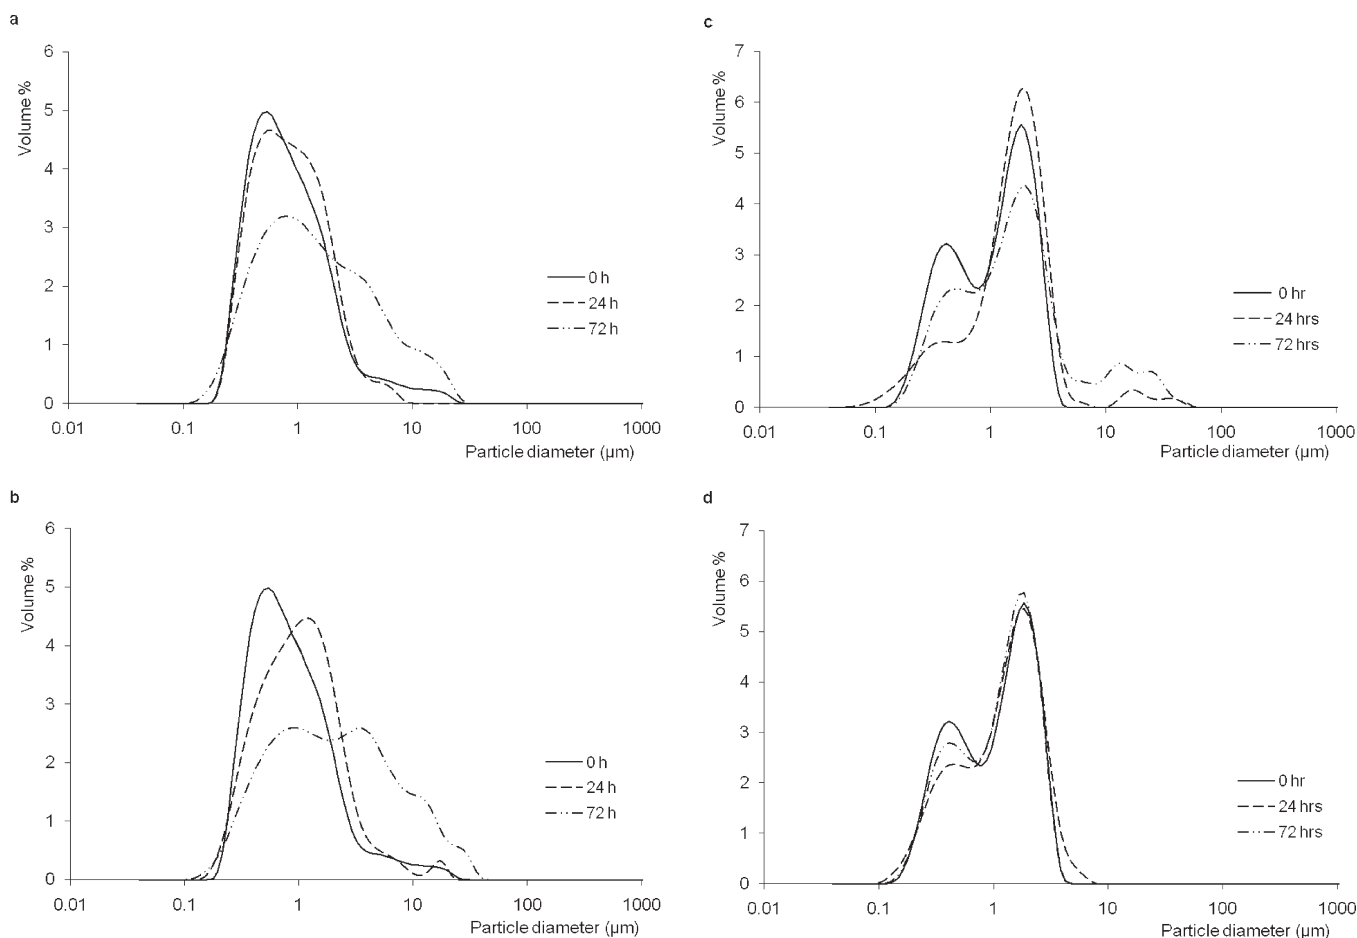 a
6
5
4
3
2
1
0
Volume %
0.01 0.1 1 10 100 1000
Particle diameter (µm)
0 h
24 h
72 h
c
7
6
5
4
3
2
1
0
Volume %
0.01 0.1 1 10 100 1000
Particle diameter (µm)
0 hr
24 hrs
72 hrs
b
6
5
4
3
2
1
0
Volume %
0.01 0.1 1 10 100 1000
Particle diameter (µm)
0 h
24 h
72 h
d
7
6
5
4
3
2
1
0
Volume %
0.01 0.1 1 10 100 1000
Particle diameter (µm)
0 hr
24 hrs
72 hrs